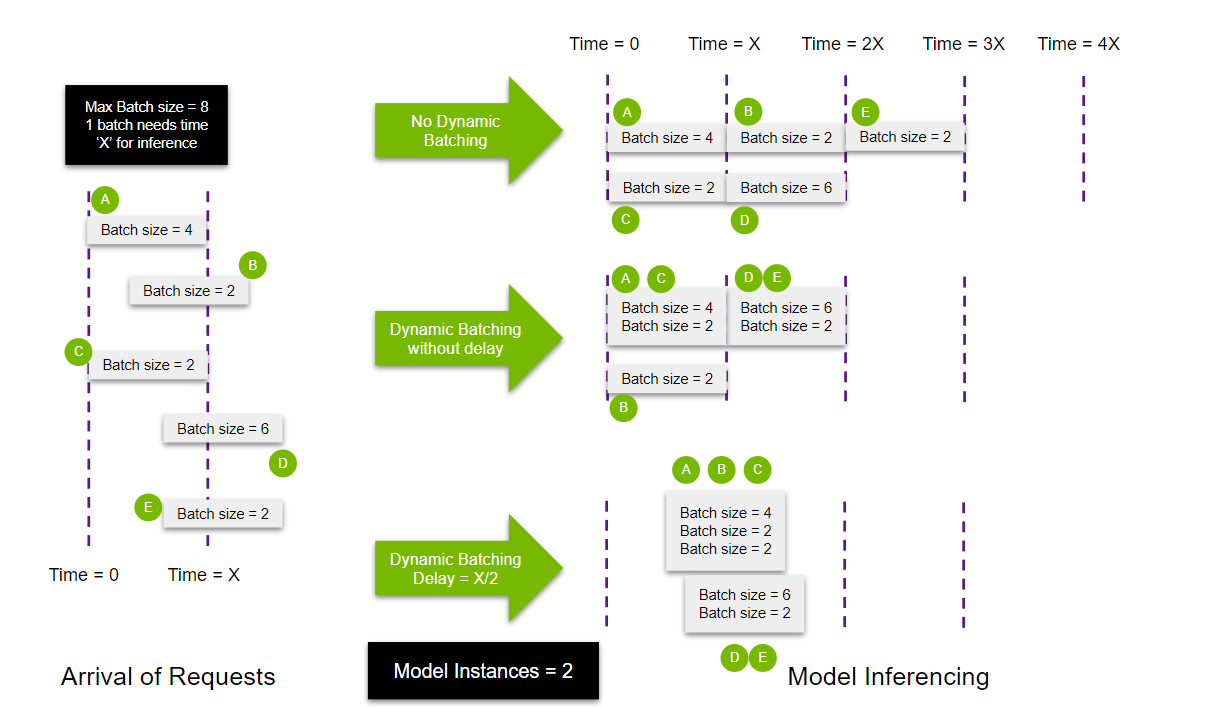 Time = 0
Time = X
Time = 2X
Time = 3X
Time = 4X
Max Batch size = 8
1 batch needs time
'X' for inference
A
Batch size = 4
B
Batch size = 2
C
Batch size = 2
Batch size = 6
D
E
Batch size = 2
Time = 0
Time = X
Arrival of Requests
No Dynamic
Batching
A
B
E
Batch size = 4
Batch size = 2
Batch size = 2
Batch size = 2
Batch size = 6
C
D
Dynamic Batching
without delay
A
C
D
E
Batch size = 4
Batch size = 2
Batch size = 6
Batch size = 2
Batch size = 2
B
Dynamic Batching
Delay = X/2
A
B
C
Batch size = 4
Batch size = 2
Batch size = 2
Batch size = 6
Batch size = 2
D
E
Model Instances = 2
Model Inferencing